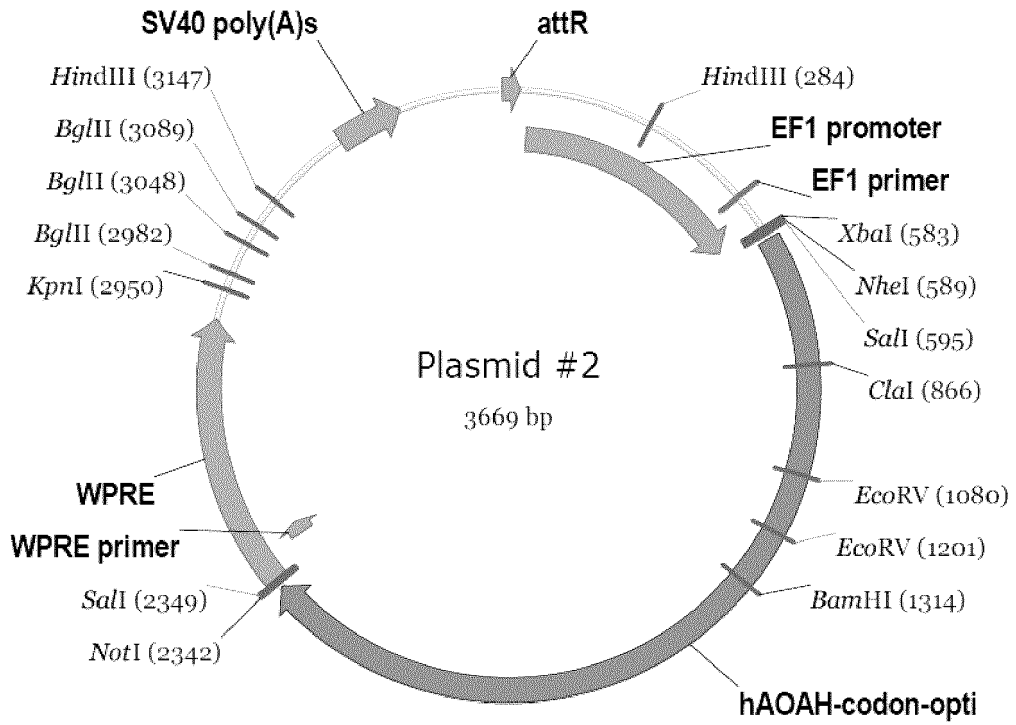 SV40 poly(A)s
attR
HindIII (3147)
HindIII (284)
BglII (3089)
EF1 promoter
BglII (3048)
EF1 primer
BglII (2982)
XbaI (583)
KpnI (2950)
NheI (589)
SalI (595)
Plasmid #2
ClaI (866)
3669 bp
WPRE
EcoRV (1080)
WPRE primer
EcoRV (1201)
SalI (2349)
BamHI (1314)
NotI (2342)
hAOAH-codon-opti